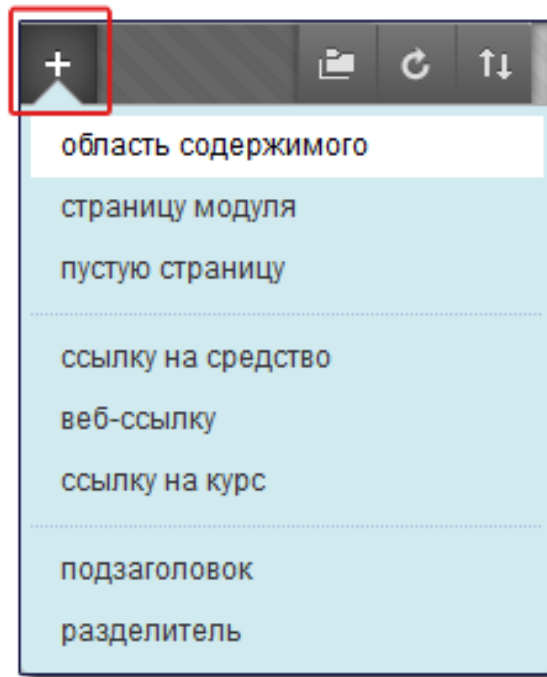 область содержимого
страницу модуля
пустую страницу
ссылку на средство
веб-ссылку
ссылку на курс
подзаголовок
разделитель